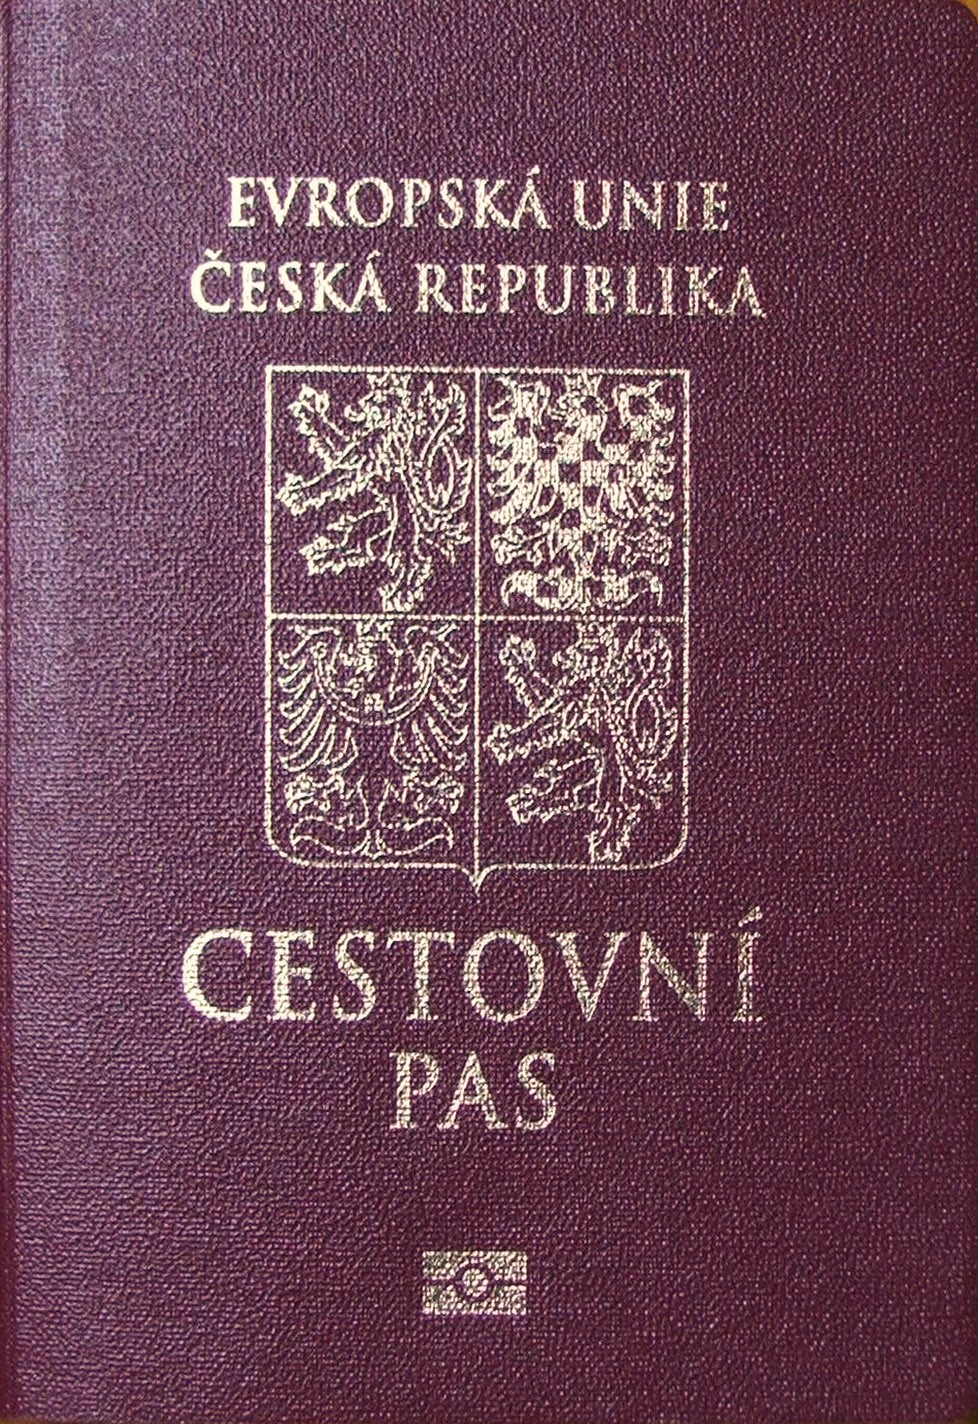 EVROPSKÁ UNIE
ČESKÁ REPUBLIKA
CESTOVNÍ
PAS